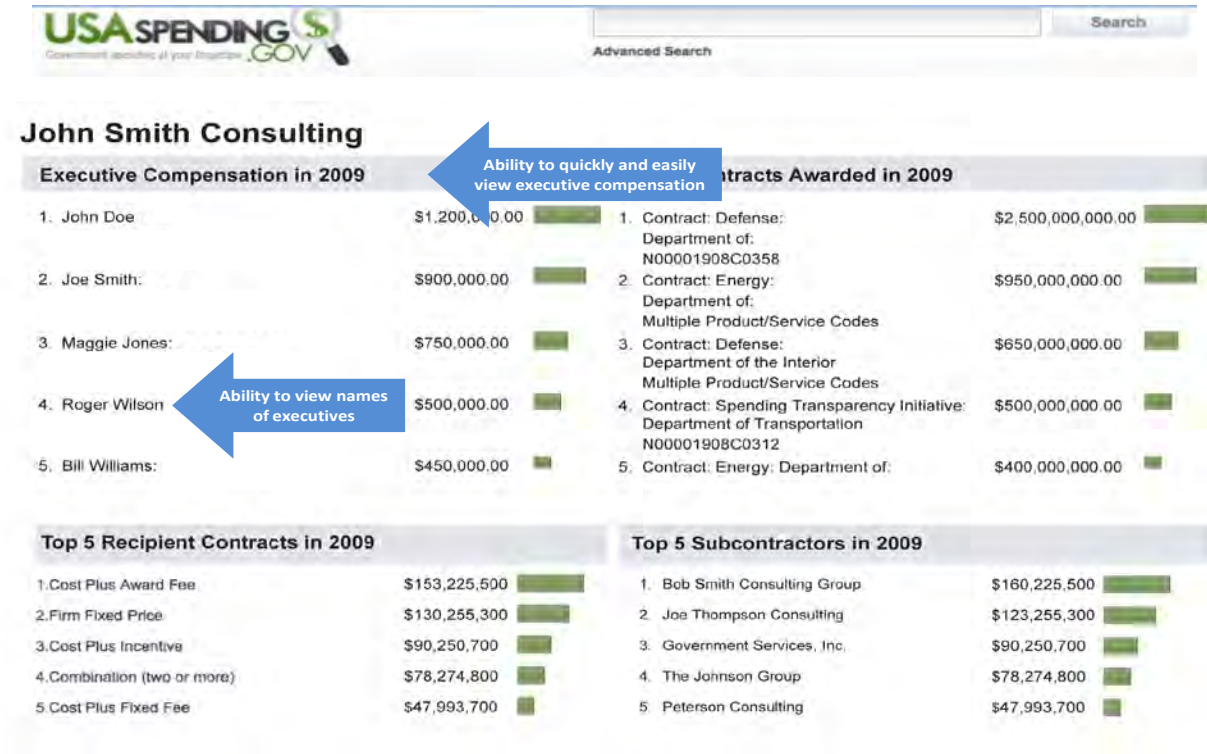 USASPENDING
.GOV
Government spending at your fingertips
Search
Advanced Search
John Smith Consulting
Executive Compensation in 2009
Ability to quickly and easily
view executive compensation
1. John Doe $1,200,000.00
2. Joe Smith: $900,000.00
3. Maggie Jones: $750,000.00
4. Roger Wilson $500,000.00
Ability to view names
of executives
5. Bill Williams: $450,000.00
Contracts Awarded in 2009
1. Contract: Defense: $2,500,000,000.00
Department of:
N00001908C0358
2. Contract: Energy: $950,000,000.00
Department of:
Multiple Product/Service Codes
3. Contract: Defense: $650,000,000.00
Department of the Interior
Multiple Product/Service Codes
4. Contract: Spending Transparency Initiative: $500,000,000.00
Department of Transportation
N00001908C0312
5. Contract: Energy: Department of: $400,000,000.00
Top 5 Recipient Contracts in 2009
1.Cost Plus Award Fee $153,225,500
2.Firm Fixed Price $130,255,300
3.Cost Plus Incentive $90,250,700
4.Combination (two or more) $78,274,800
5.Cost Plus Fixed Fee $47,993,700
Top 5 Subcontractors in 2009
1. Bob Smith Consulting Group $160,225,500
2. Joe Thompson Consulting $123,255,300
3. Government Services, Inc. $90,250,700
4. The Johnson Group $78,274,800
5. Peterson Consulting $47,993,700